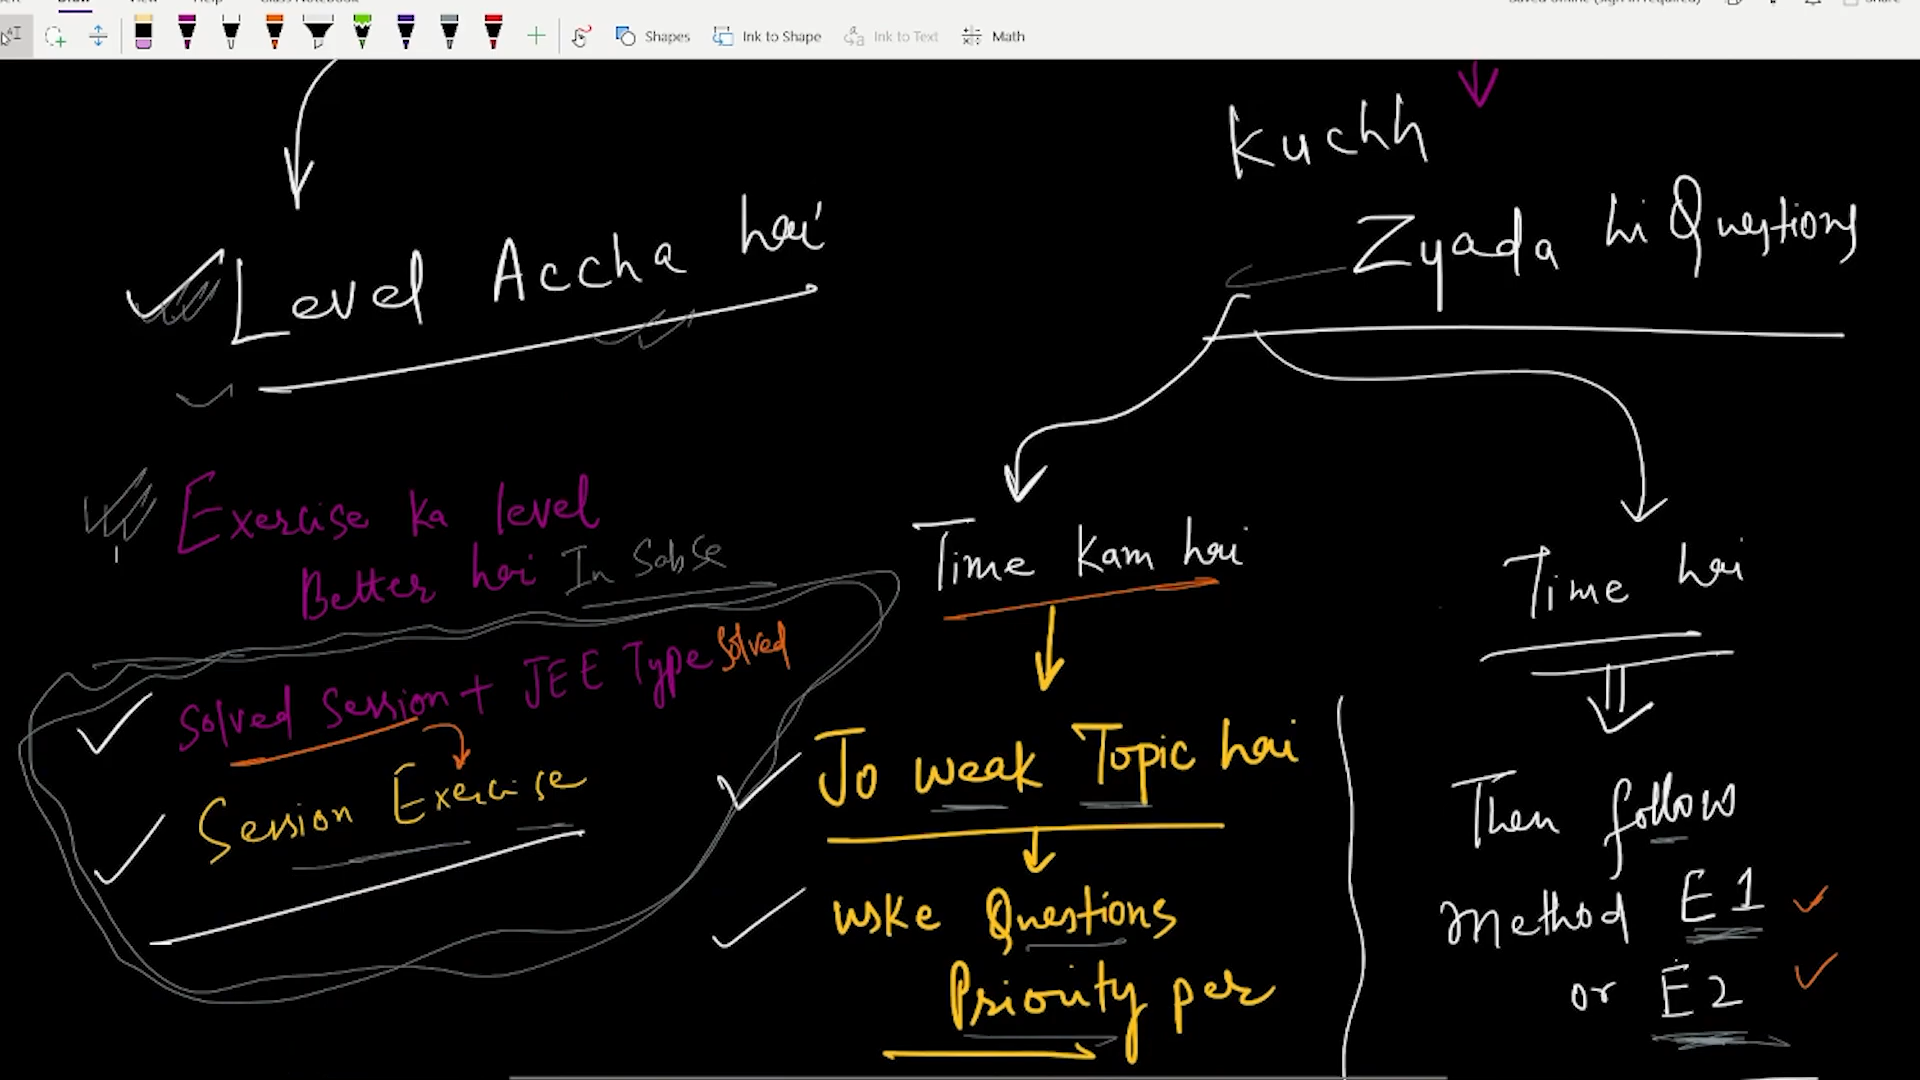 Shapes
Ink to Shape
Ink to Text
Math
Level Accha hai
Exercise Ka level
Better hai In Sabse
Solved Session + JEE Type Solved
Session Exercise
Kuchh
Zyada hi Questions
Time Kam hai
Jo weak Topic hai
uske Questions
Priority per
Time hai
Then follow
Method E1
or E2